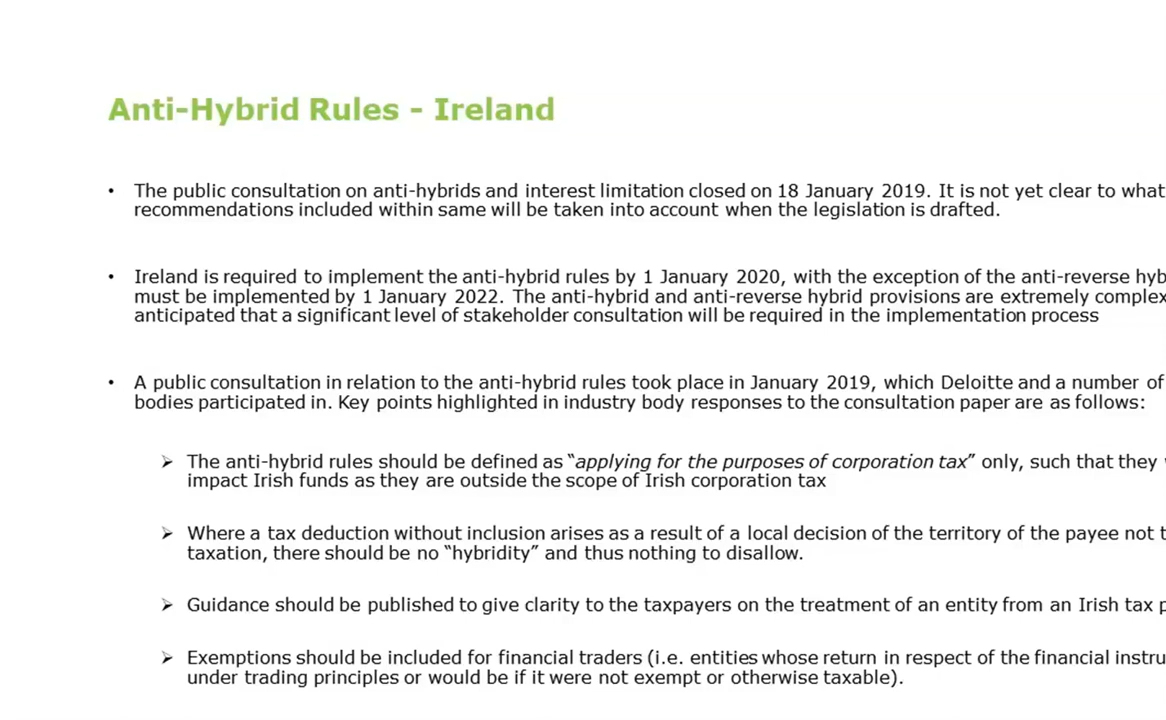 Anti-Hybrid Rules - Ireland
• The public consultation on anti-hybrids and interest limitation closed on 18 January 2019. It is not yet clear to what
recommendations included within same will be taken into account when the legislation is drafted.
• Ireland is required to implement the anti-hybrid rules by 1 January 2020, with the exception of the anti-reverse hyb
must be implemented by 1 January 2022. The anti-hybrid and anti-reverse hybrid provisions are extremely complex
anticipated that a significant level of stakeholder consultation will be required in the implementation process
• A public consultation in relation to the anti-hybrid rules took place in January 2019, which Deloitte and a number of
bodies participated in. Key points highlighted in industry body responses to the consultation paper are as follows:
➢ The anti-hybrid rules should be defined as “applying for the purposes of corporation tax” only, such that they
impact Irish funds as they are outside the scope of Irish corporation tax
➢ Where a tax deduction without inclusion arises as a result of a local decision of the territory of the payee not
taxation, there should be no “hybridity” and thus nothing to disallow.
➢ Guidance should be published to give clarity to the taxpayers on the treatment of an entity from an Irish tax
➢ Exemptions should be included for financial traders (i.e. entities whose return in respect of the financial instru
under trading principles or would be if it were not exempt or otherwise taxable).